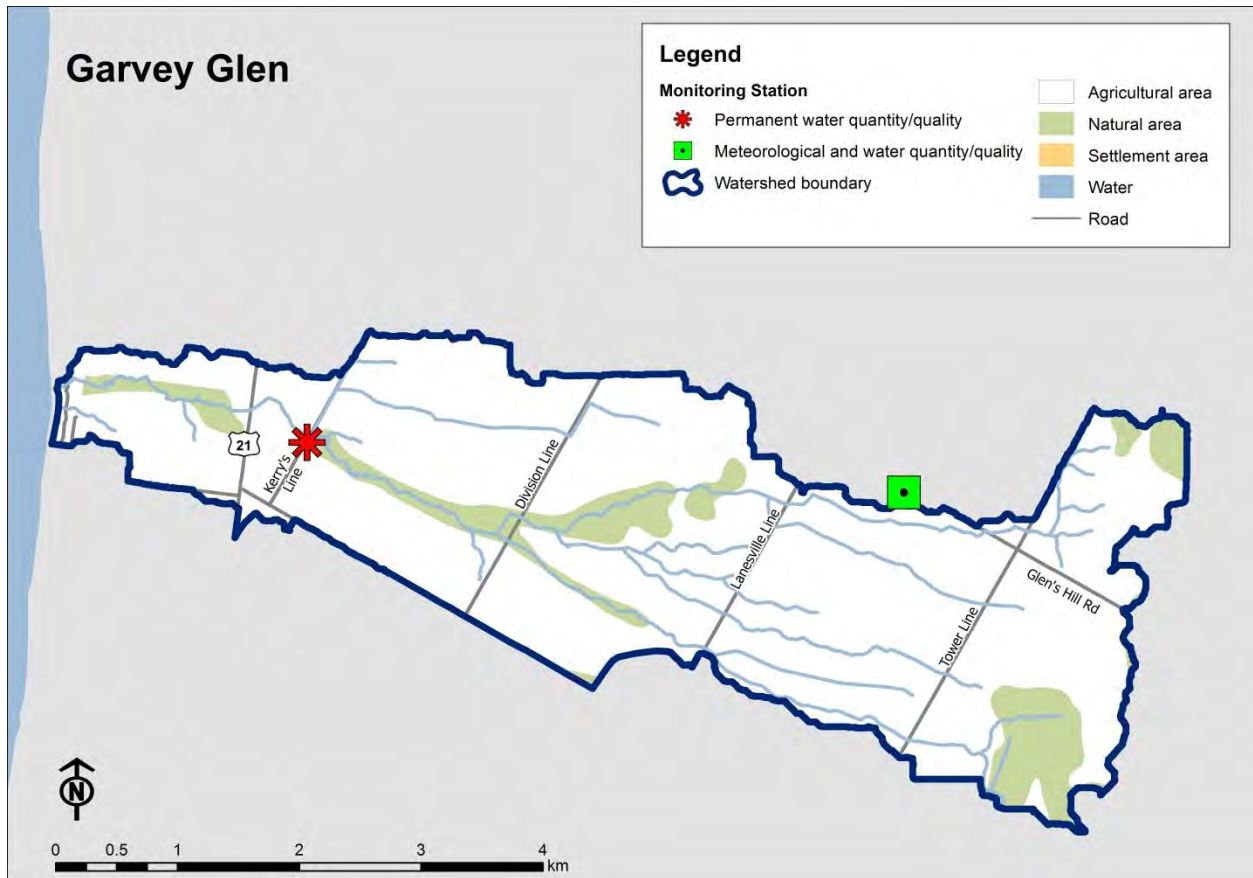 Garvey Glen
Legend
Monitoring Station
Permanent water quantity/quality
Meteorological and water quantity/quality
Watershed boundary
Agricultural area
Natural area
Settlement area
Water
Road
21
Kerry's
Line
Division Line
Lanesville Line
Tower Line
Glen's Hill Rd
N
0 0.5 1 2 3 4
km